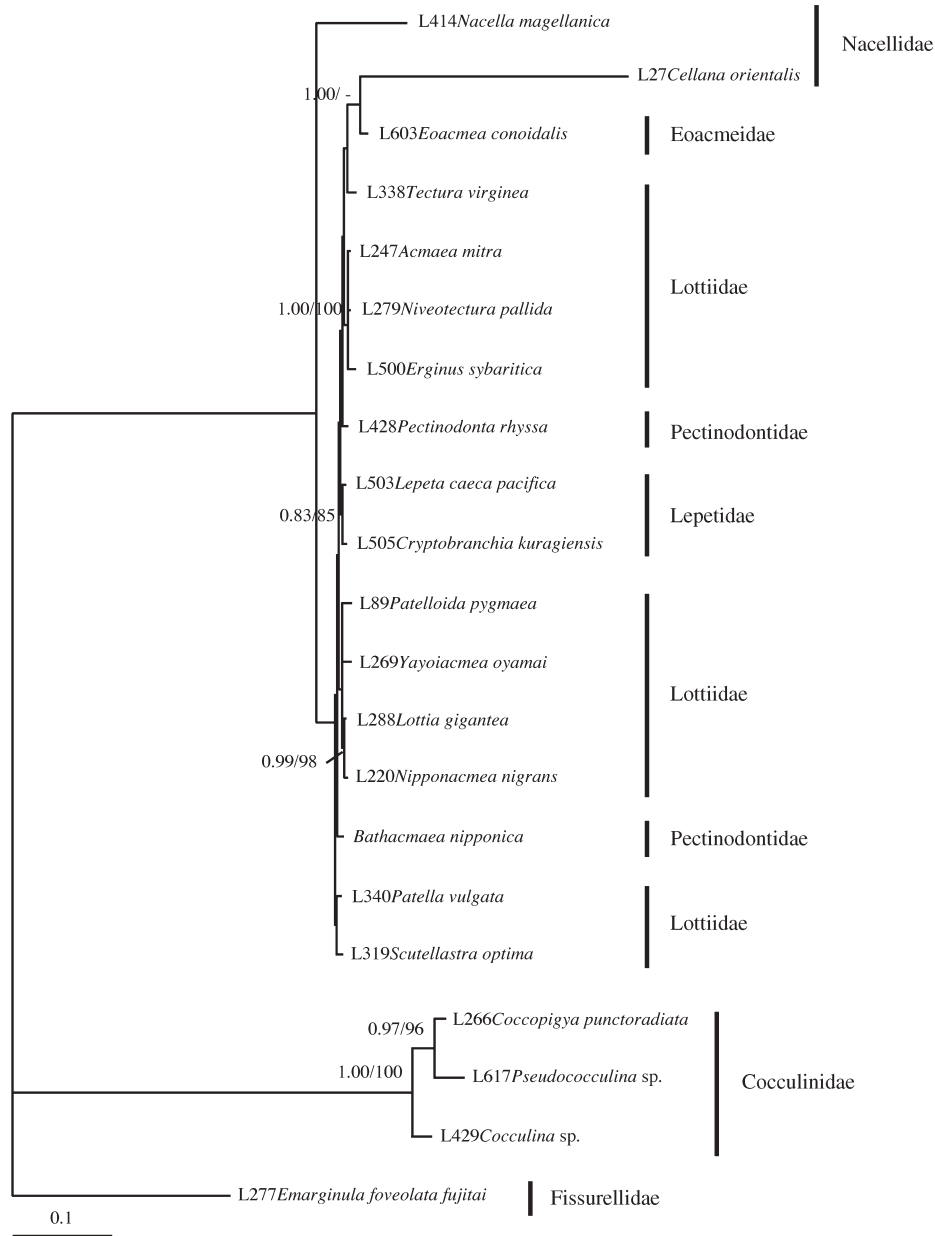 L414Nacella magellanica
Nacellidae
L27Cellana orientalis
1.00/ -
L603Eoacmea conoidalis
Eoacmeidae
L338Tectura virginea
L247Acmaea mitra
Lottiidae
1.00/100
L279Niveotectura pallida
L500Erginus sybaritica
L428Pectinodonta rhyssa
Pectinodontidae
L503Lepeta caeca pacifica
0.83/85
Lepetidae
L505Cryptobranchia kuragiensis
L89Patelloida pygmaea
L269Yayoiacmea oyamai
Lottiidae
L288Lottia gigantea
0.99/98
L220Nipponacmea nigrans
Bathacmaea nipponica
Pectinodontidae
L340Patella vulgata
Lottiidae
L319Scutellastra optima
L266Coccopigya punctoradiata
0.97/96
1.00/100
L617Pseudococculina sp.
Cocculinidae
L429Cocculina sp.
L277Emarginula foveolata fujitai
Fissurellidae
0.1